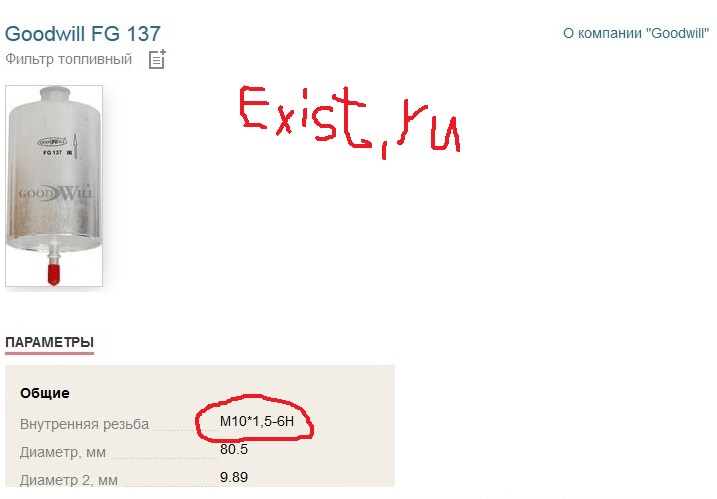 Goodwill FG 137
О компании "Goodwill"
Фильтр топливный
Exist,ru
GOODWILL
FG 137
GOODWILL
ПАРАМЕТРЫ
Общие
Внутренняя резьба M10*1,5-6H
Диаметр, мм 80.5
Диаметр 2, мм 9.89